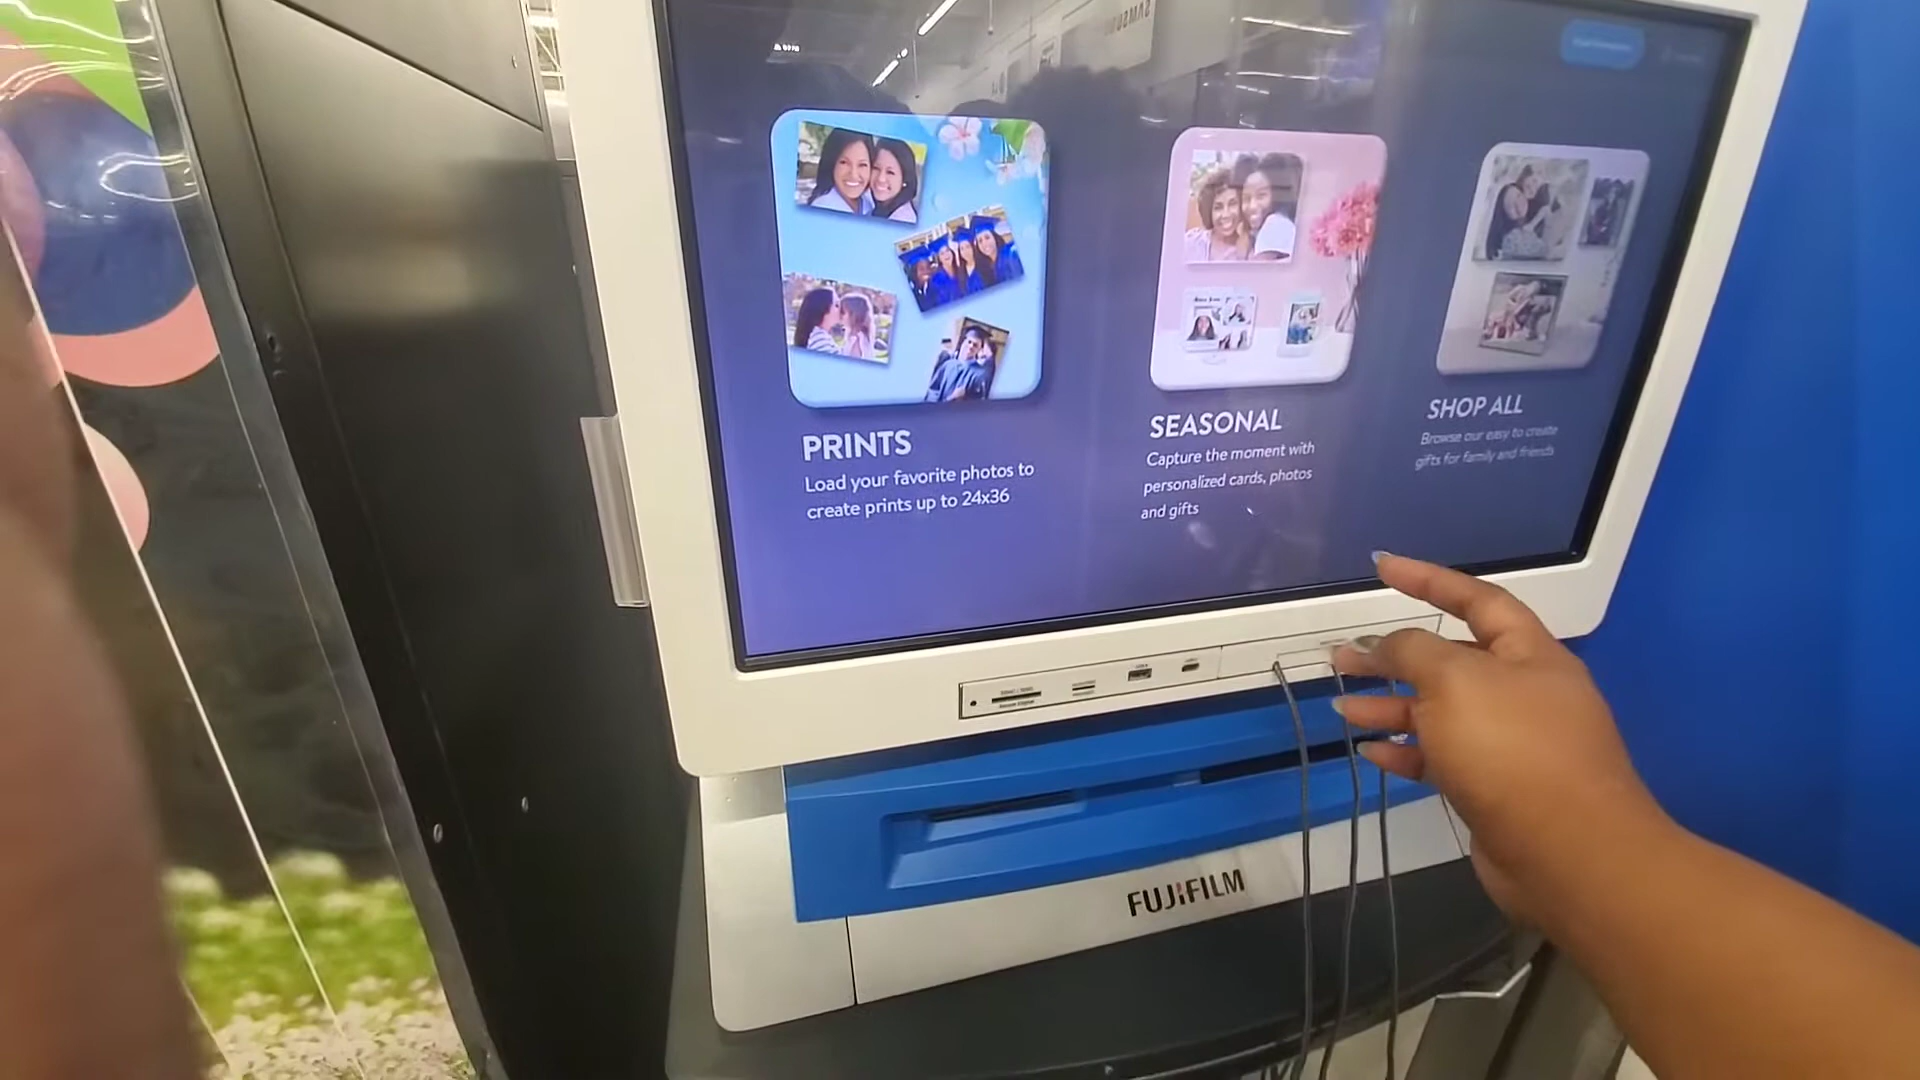 PRINTS
Load your favorite photos to
create prints up to 24x36
SEASONAL
Capture the moment with
personalized cards, photos
and gifts
SHOP ALL
Browse our easy to create
gifts for family and friends
FUJIFILM